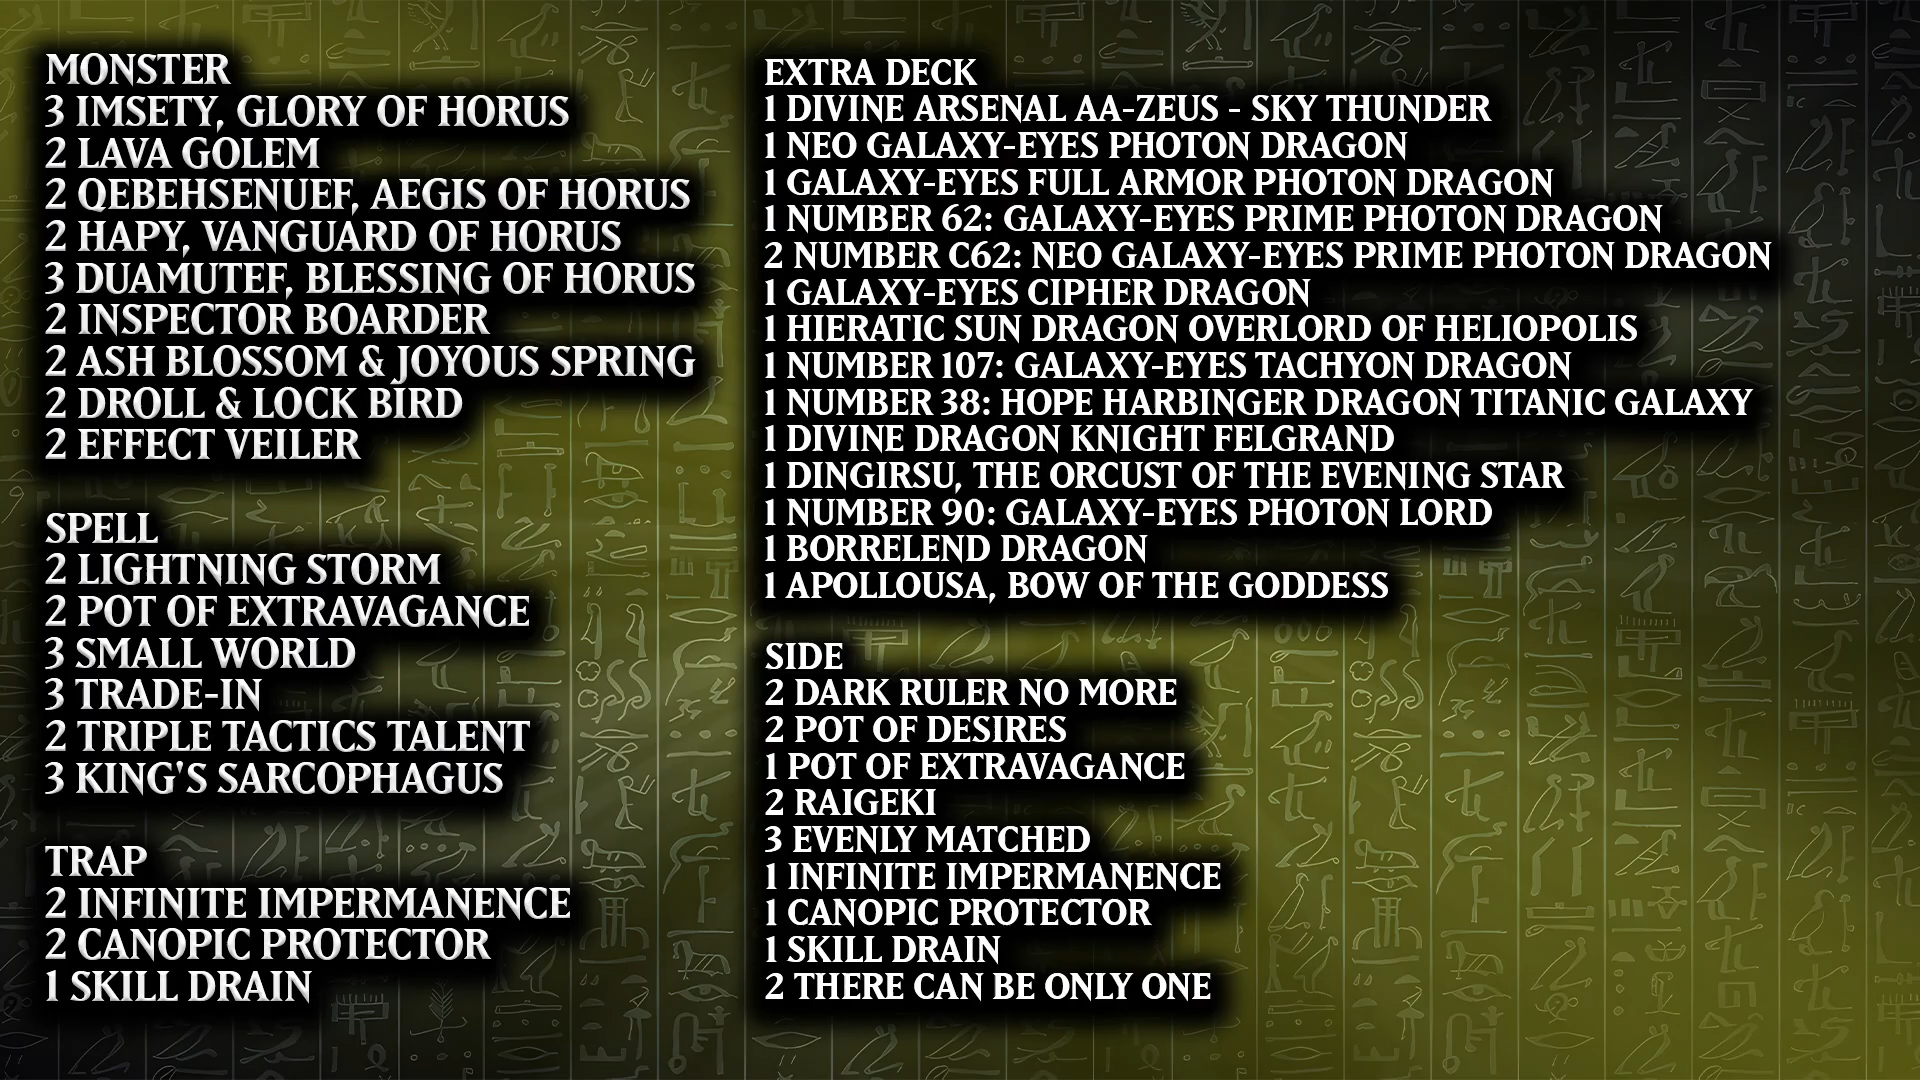 MONSTER
3 IMSETY, GLORY OF HORUS
2 LAVA GOLEM
2 QEBEHSENUEF, AEGIS OF HORUS
2 HAPY, VANGUARD OF HORUS
3 DUAMUTEF, BLESSING OF HORUS
2 INSPECTOR BOARDER
2 ASH BLOSSOM & JOYOUS SPRING
2 DROLL & LOCK BIRD
2 EFFECT VEILER
SPELL
2 LIGHTNING STORM
2 POT OF EXTRAVAGANCE
3 SMALL WORLD
3 TRADE-IN
2 TRIPLE TACTICS TALENT
3 KING'S SARCOPHAGUS
TRAP
2 INFINITE IMPERMANENCE
2 CANOPIC PROTECTOR
1 SKILL DRAIN
EXTRA DECK
1 DIVINE ARSENAL AA-ZEUS - SKY THUNDER
1 NEO GALAXY-EYES PHOTON DRAGON
1 GALAXY-EYES FULL ARMOR PHOTON DRAGON
1 NUMBER 62: GALAXY-EYES PRIME PHOTON DRAGON
2 NUMBER C62: NEO GALAXY-EYES PRIME PHOTON DRAGON
1 GALAXY-EYES CIPHER DRAGON
1 HIERATIC SUN DRAGON OVERLORD OF HELIOPOLIS
1 NUMBER 107: GALAXY-EYES TACHYON DRAGON
1 NUMBER 38: HOPE HARBINGER DRAGON TITANIC GALAXY
1 DIVINE DRAGON KNIGHT FELGRAND
1 DINGIRSU, THE ORCUST OF THE EVENING STAR
1 NUMBER 90: GALAXY-EYES PHOTON LORD
1 BORRELEND DRAGON
1 APOLLOUSA, BOW OF THE GODDESS
SIDE
2 DARK RULER NO MORE
2 POT OF DESIRES
1 POT OF EXTRAVAGANCE
2 RAIGEKI
3 EVENLY MATCHED
1 INFINITE IMPERMANENCE
1 CANOPIC PROTECTOR
1 SKILL DRAIN
2 THERE CAN BE ONLY ONE